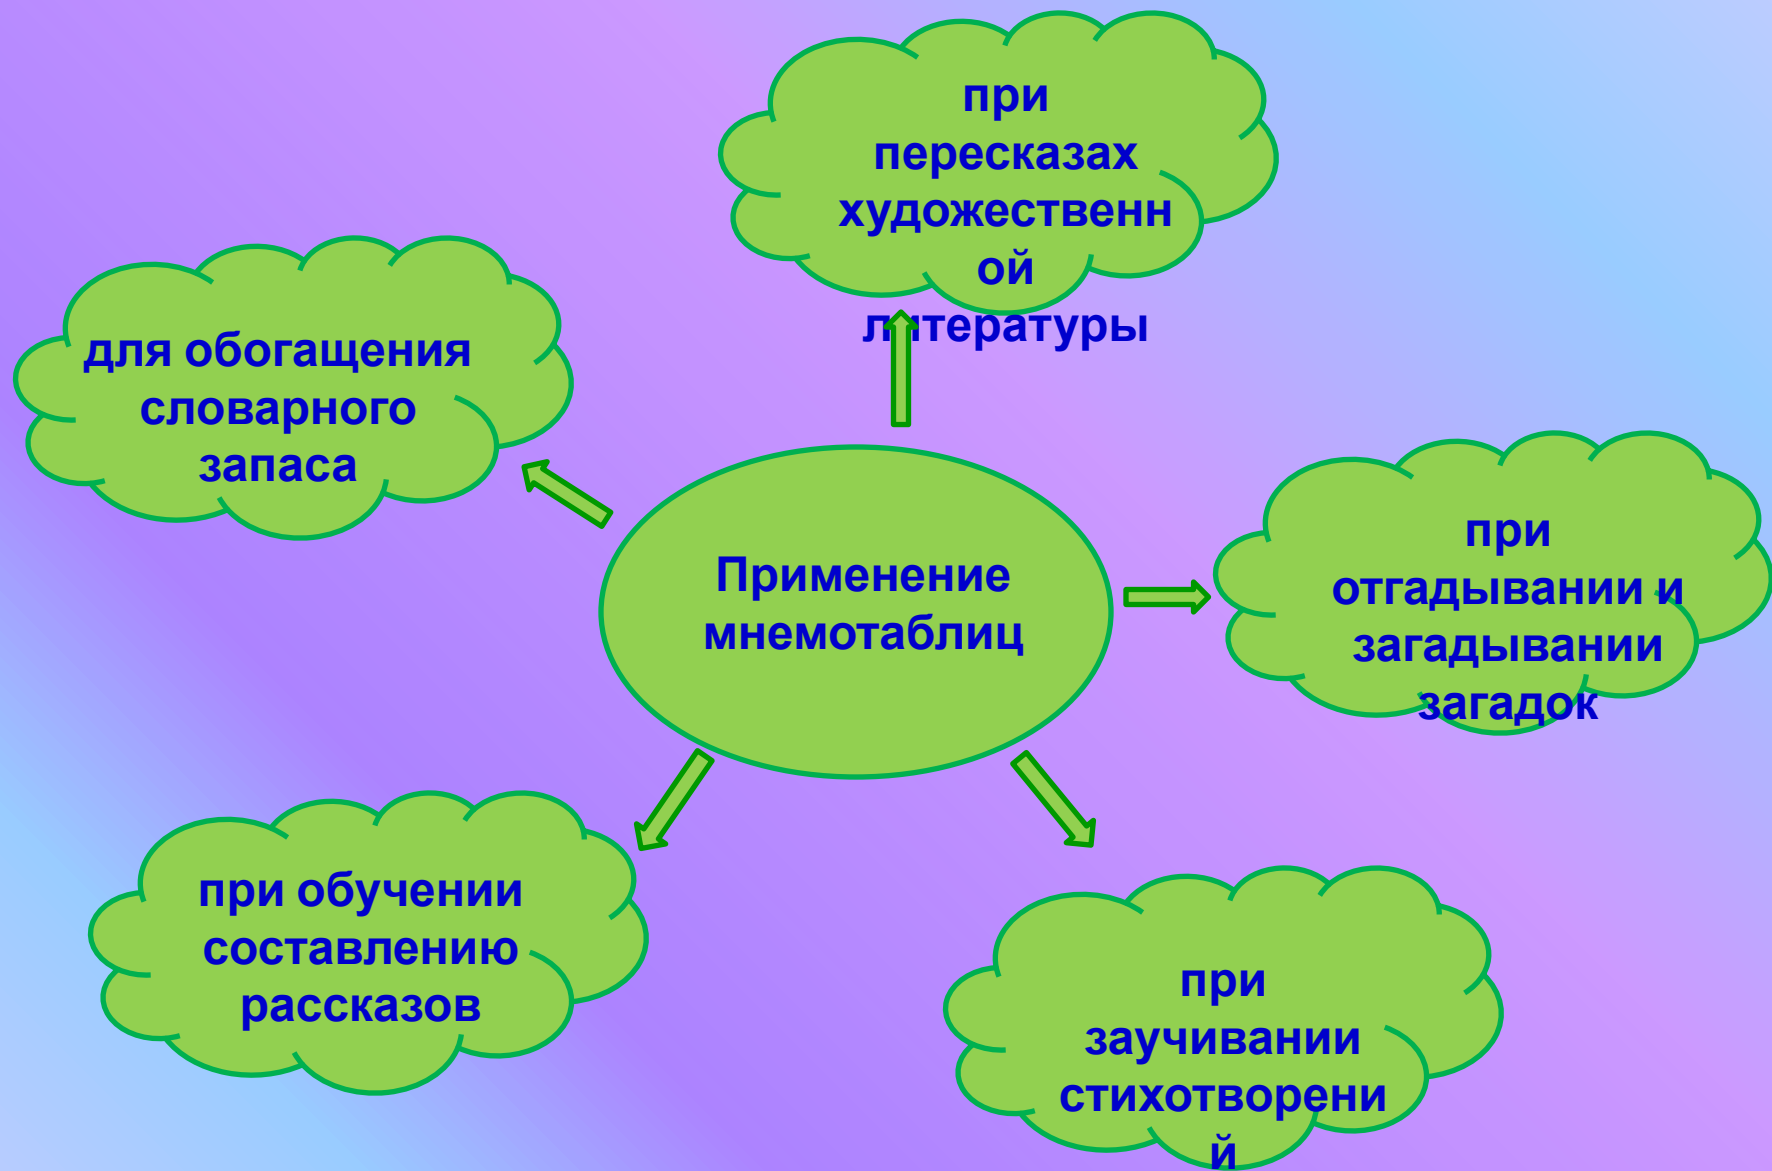 при
пересказах
художественн
ой
литературы
для обогащения
словарного
запаса
Применение
мнемотаблиц
при
отгадывании и
загадывании
загадок
при обучении
составлению
рассказов
при
заучивании
стихотворени
й